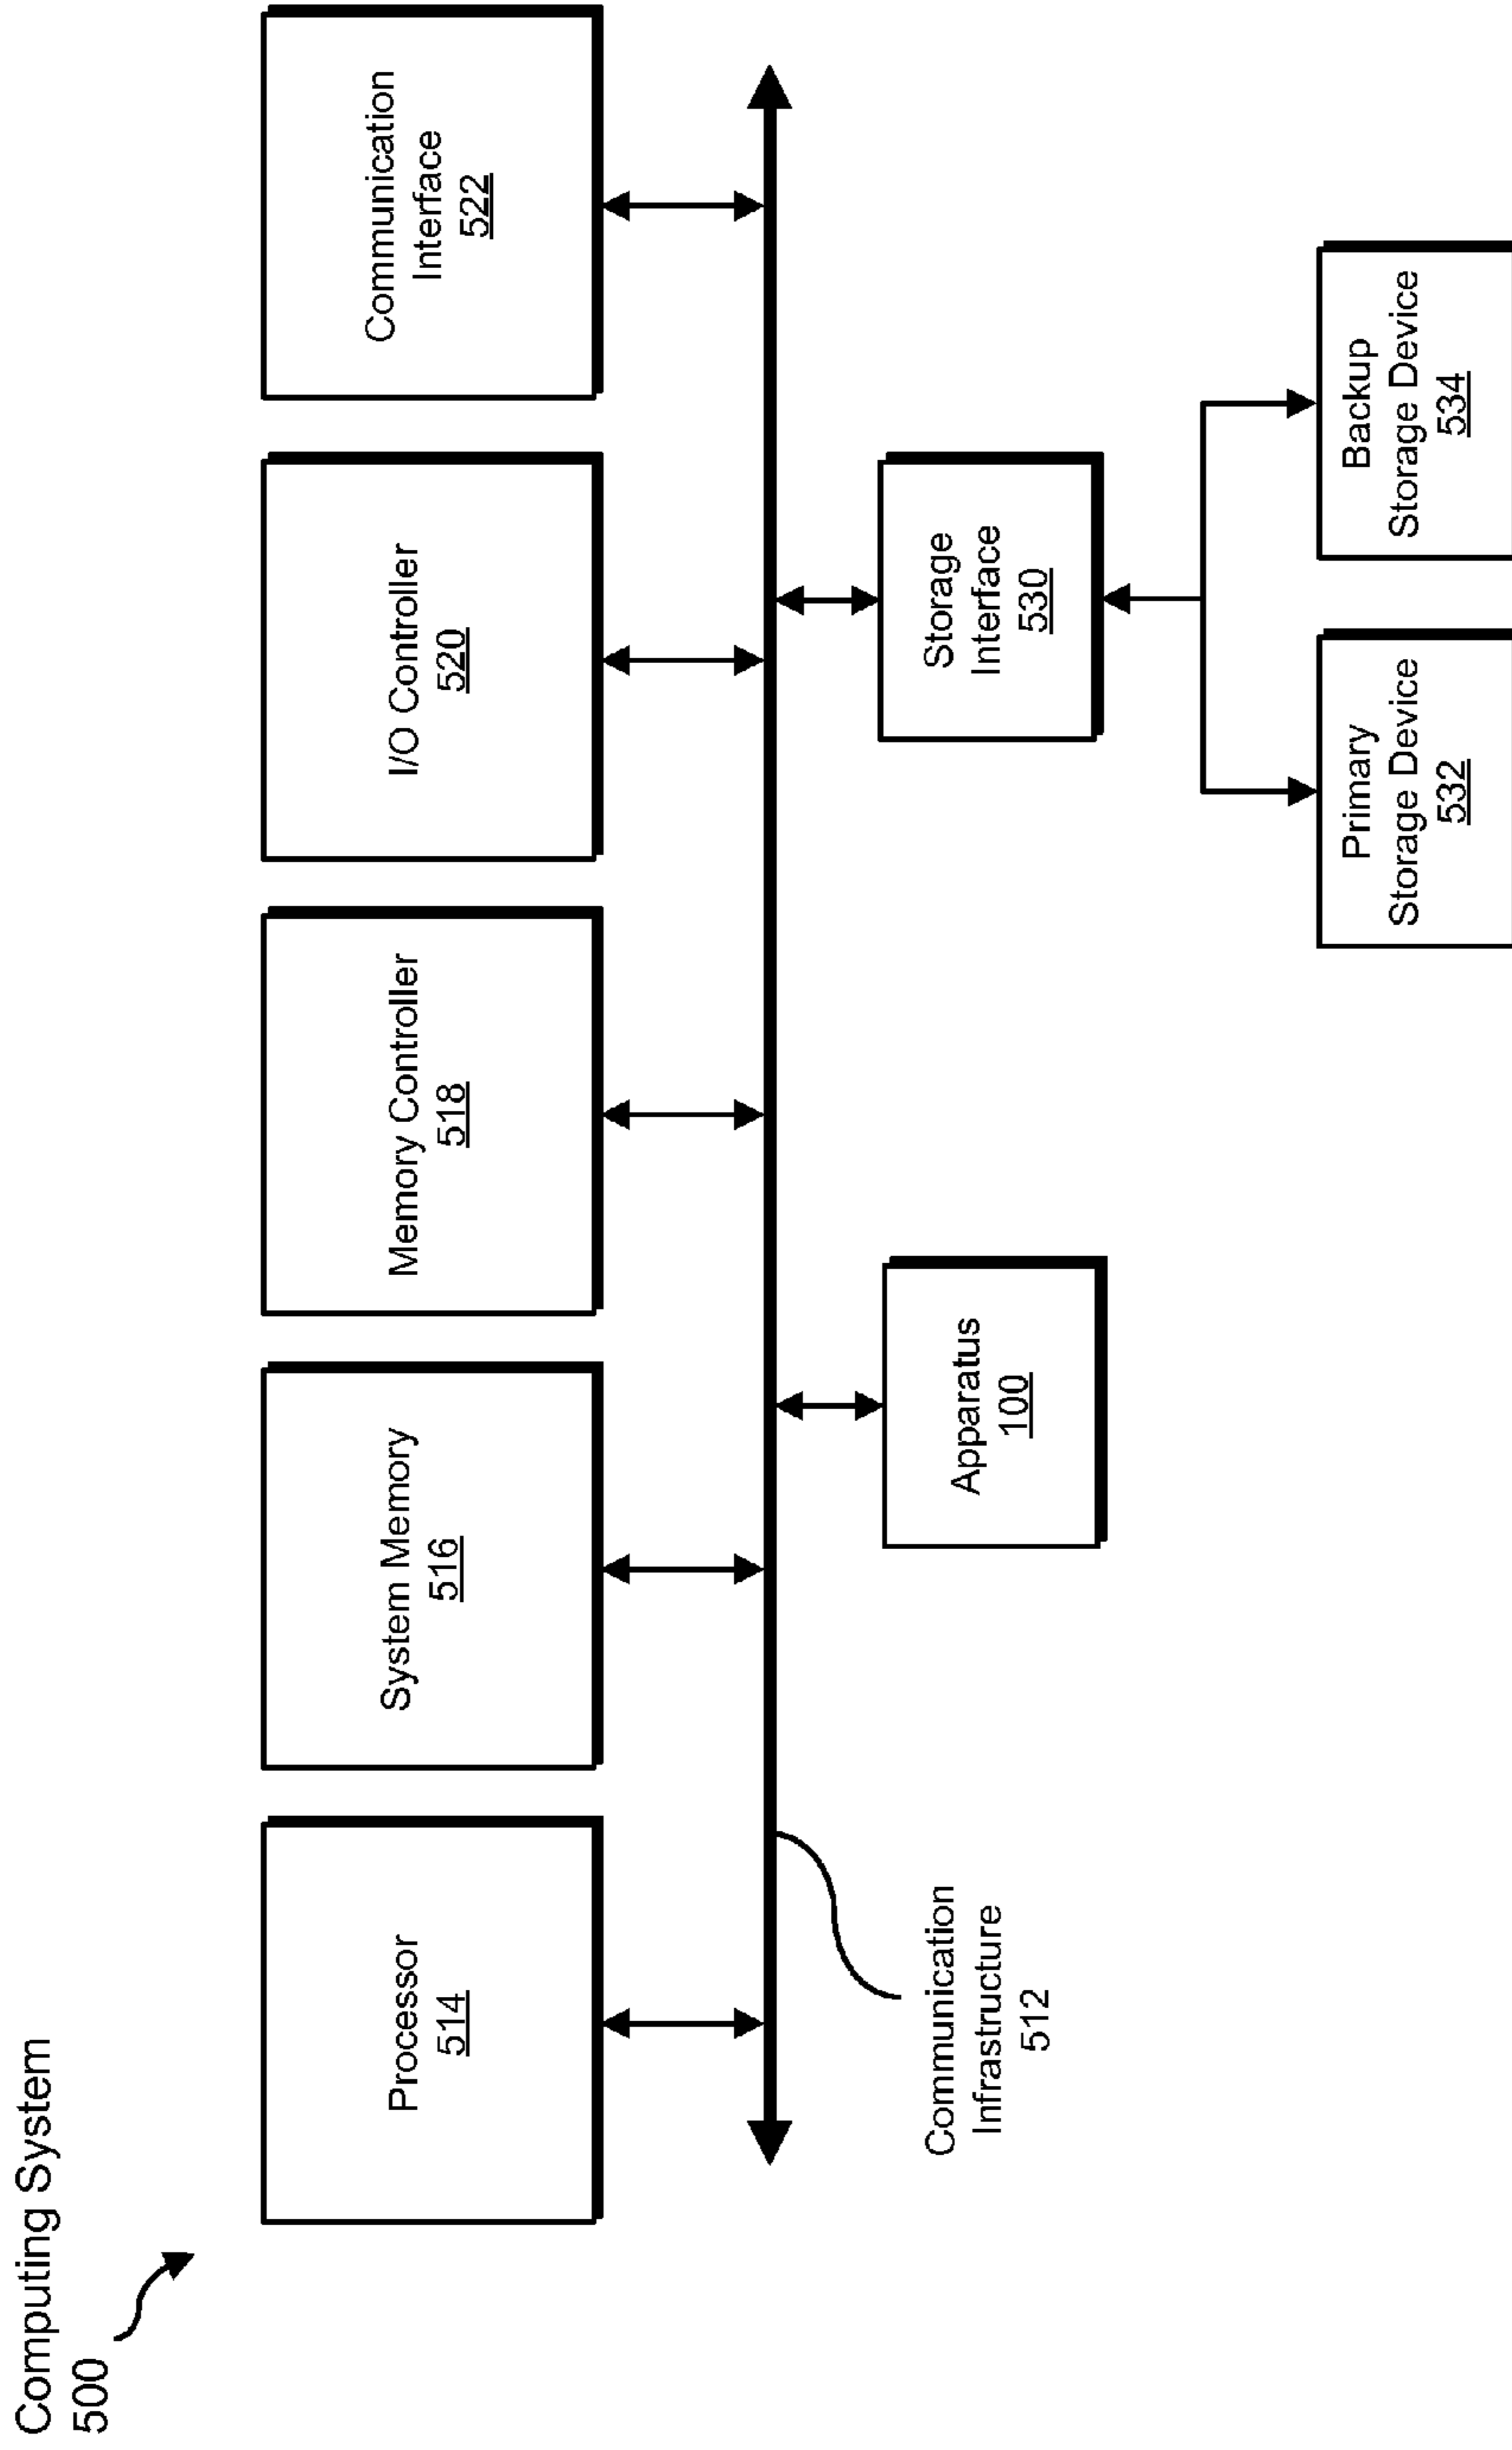 Computing System
500
Processor
514
System Memory
516
Memory Controller
518
I/O Controller
520
Communication
Interface
522
Communication
Infrastructure
512
Apparatus
100
Storage
Interface
530
Primary
Storage Device
532
Backup
Storage Device
534